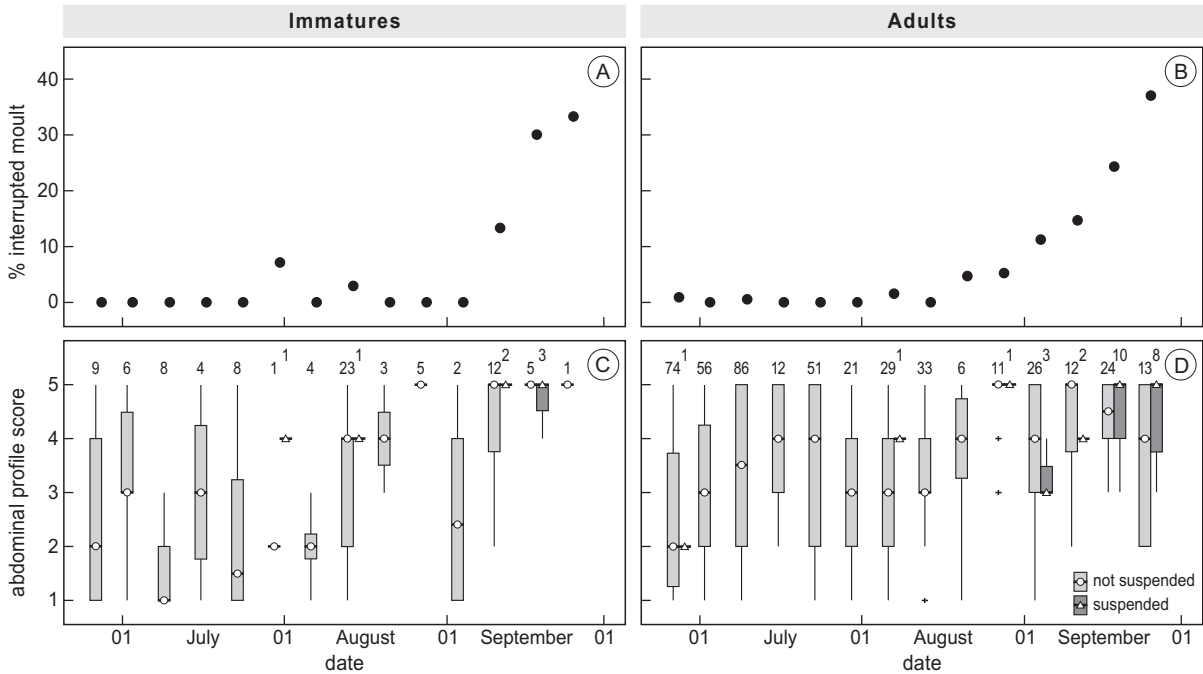 Immatures
Adults
A
B
% interrupted moult
40
30
20
10
0
9 6 8 4 8 1 1 4 23 1 3 5 2 12 2 5 3 1
C
74 1 56 86 12 51 21 29 1 33 6 11 1 26 3 12 2 24 10 13 8
D
abdominal profile score
5
4
3
2
1
not suspended
suspended
01 July 01 August 01 September 01
date
01 July 01 August 01 September 01
date